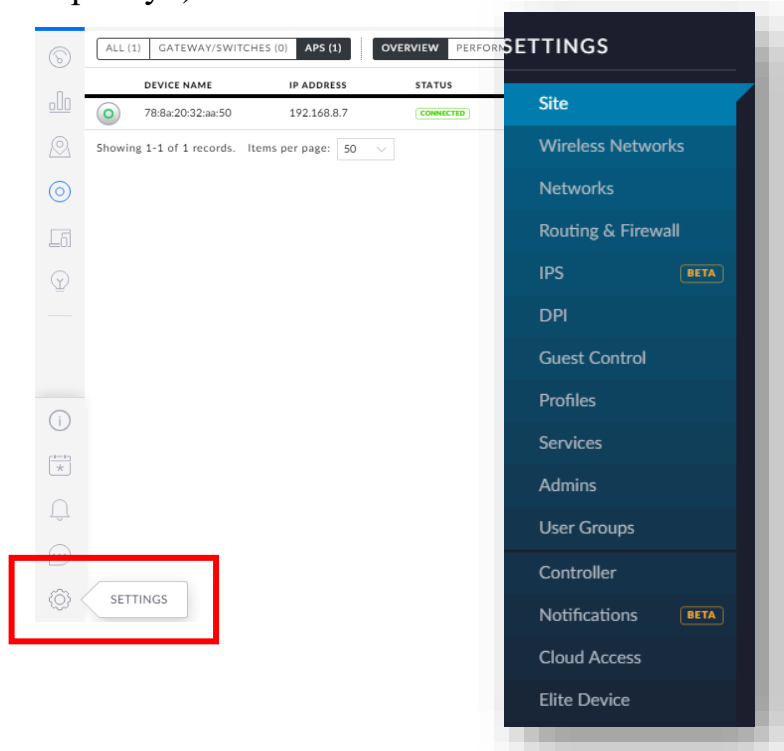 ALL (1) GATEWAY/SWITCHES (0) APS (1) OVERVIEW
DEVICE NAME IP ADDRESS STATUS
78:8a:20:32:aa:50 192.168.8.7 CONNECTED
Showing 1-1 of 1 records. Items per page: 50
SETTINGS
SETTINGS
Site
Wireless Networks
Networks
Routing & Firewall
IPS BETA
DPI
Guest Control
Profiles
Services
Admins
User Groups
Controller
Notifications BETA
Cloud Access
Elite Device